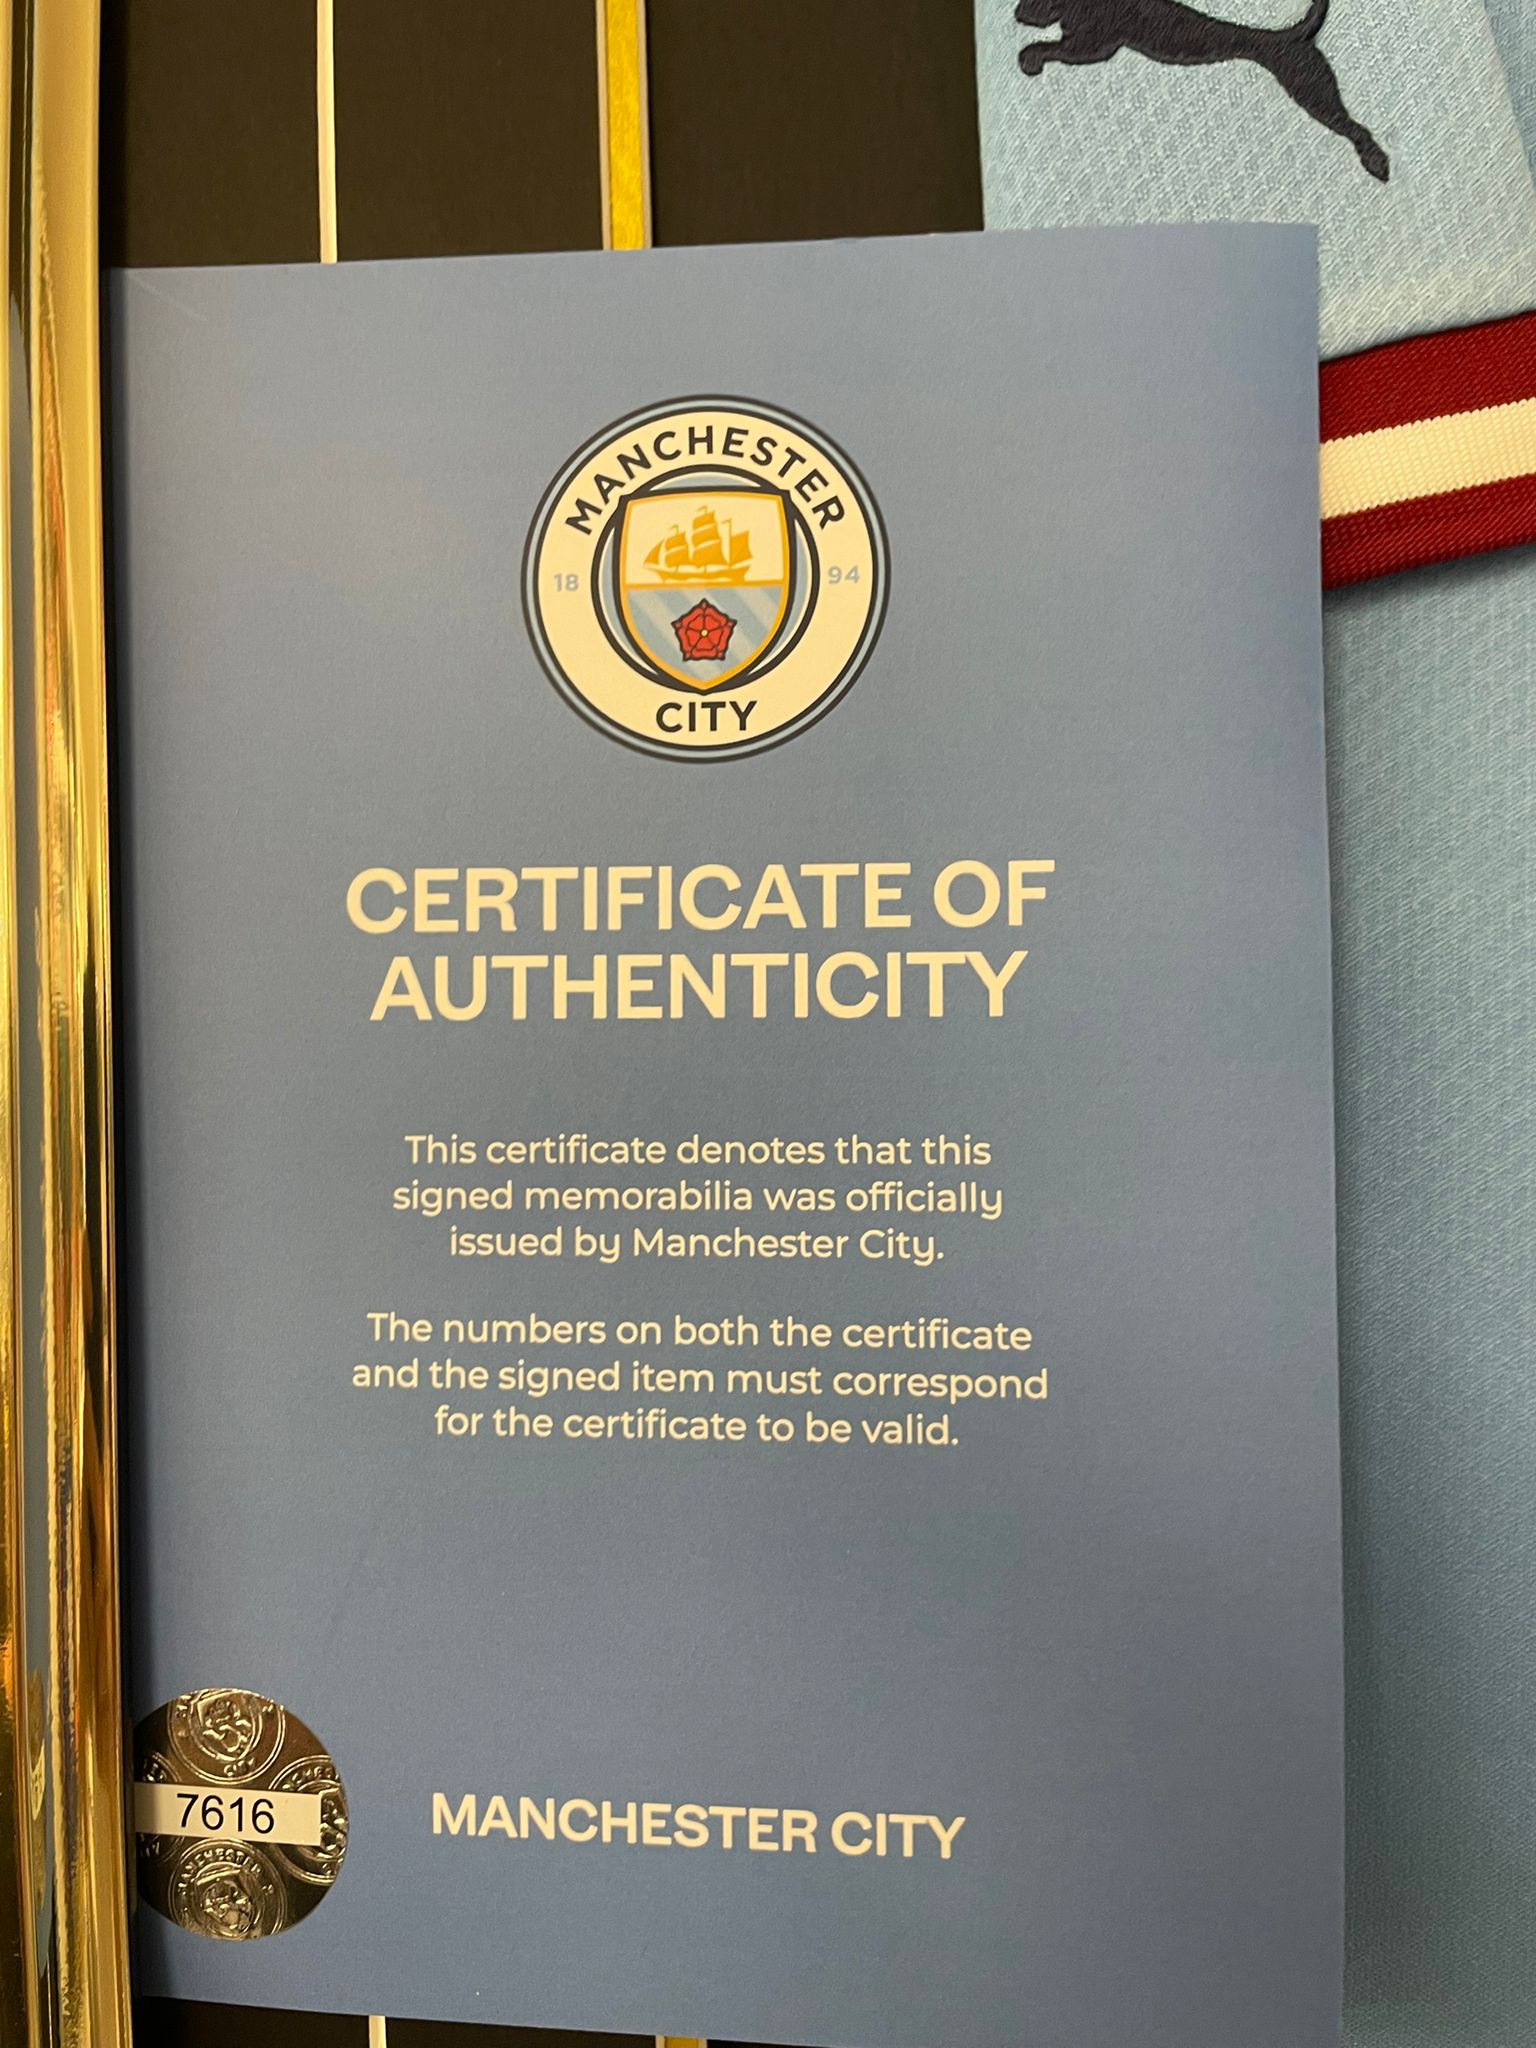 MANCHESTER
18 94
CITY
CERTIFICATE OF
AUTHENTICITY
This certificate denotes that this
signed memorabilia was officially
issued by Manchester City.
The numbers on both the certificate
and the signed item must correspond
for the certificate to be valid.
7616
MANCHESTER CITY